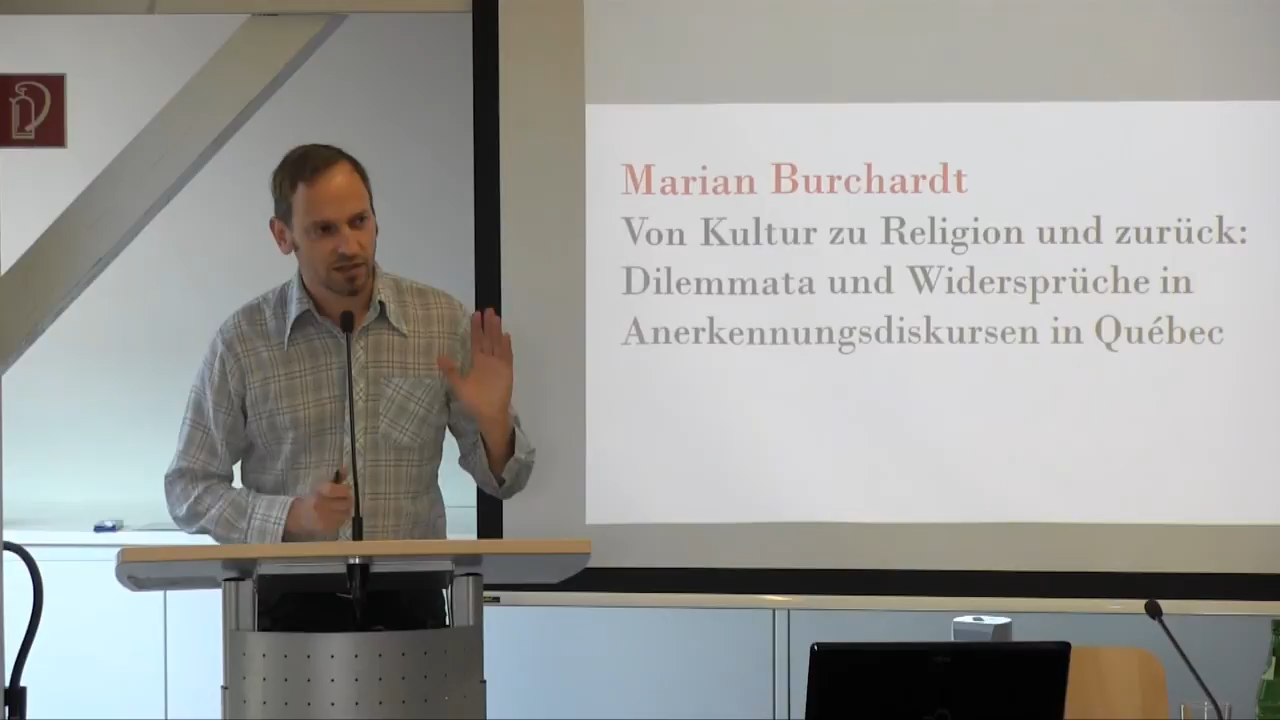 Marian Burchardt
Von Kultur zu Religion und zurück:
Dilemmata und Widersprüche in
Anerkennungsdiskursen in Québec